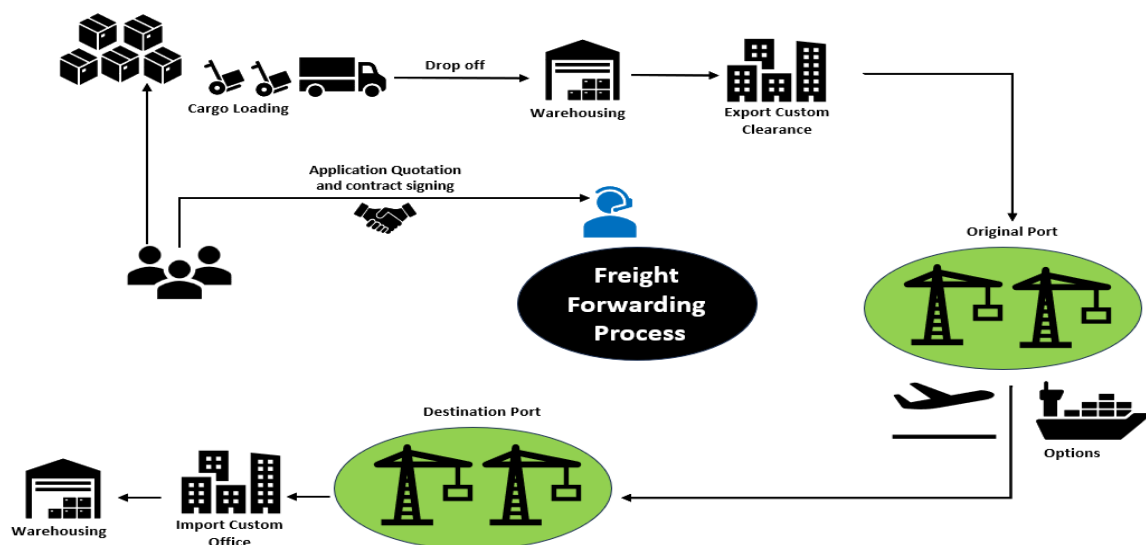 Drop off
Cargo Loading
Warehousing
Export Custom
Clearance
Application Quotation
and contract signing
Original Port
Freight
Forwarding
Process
Options
Destination Port
Import Custom
Office
Warehousing